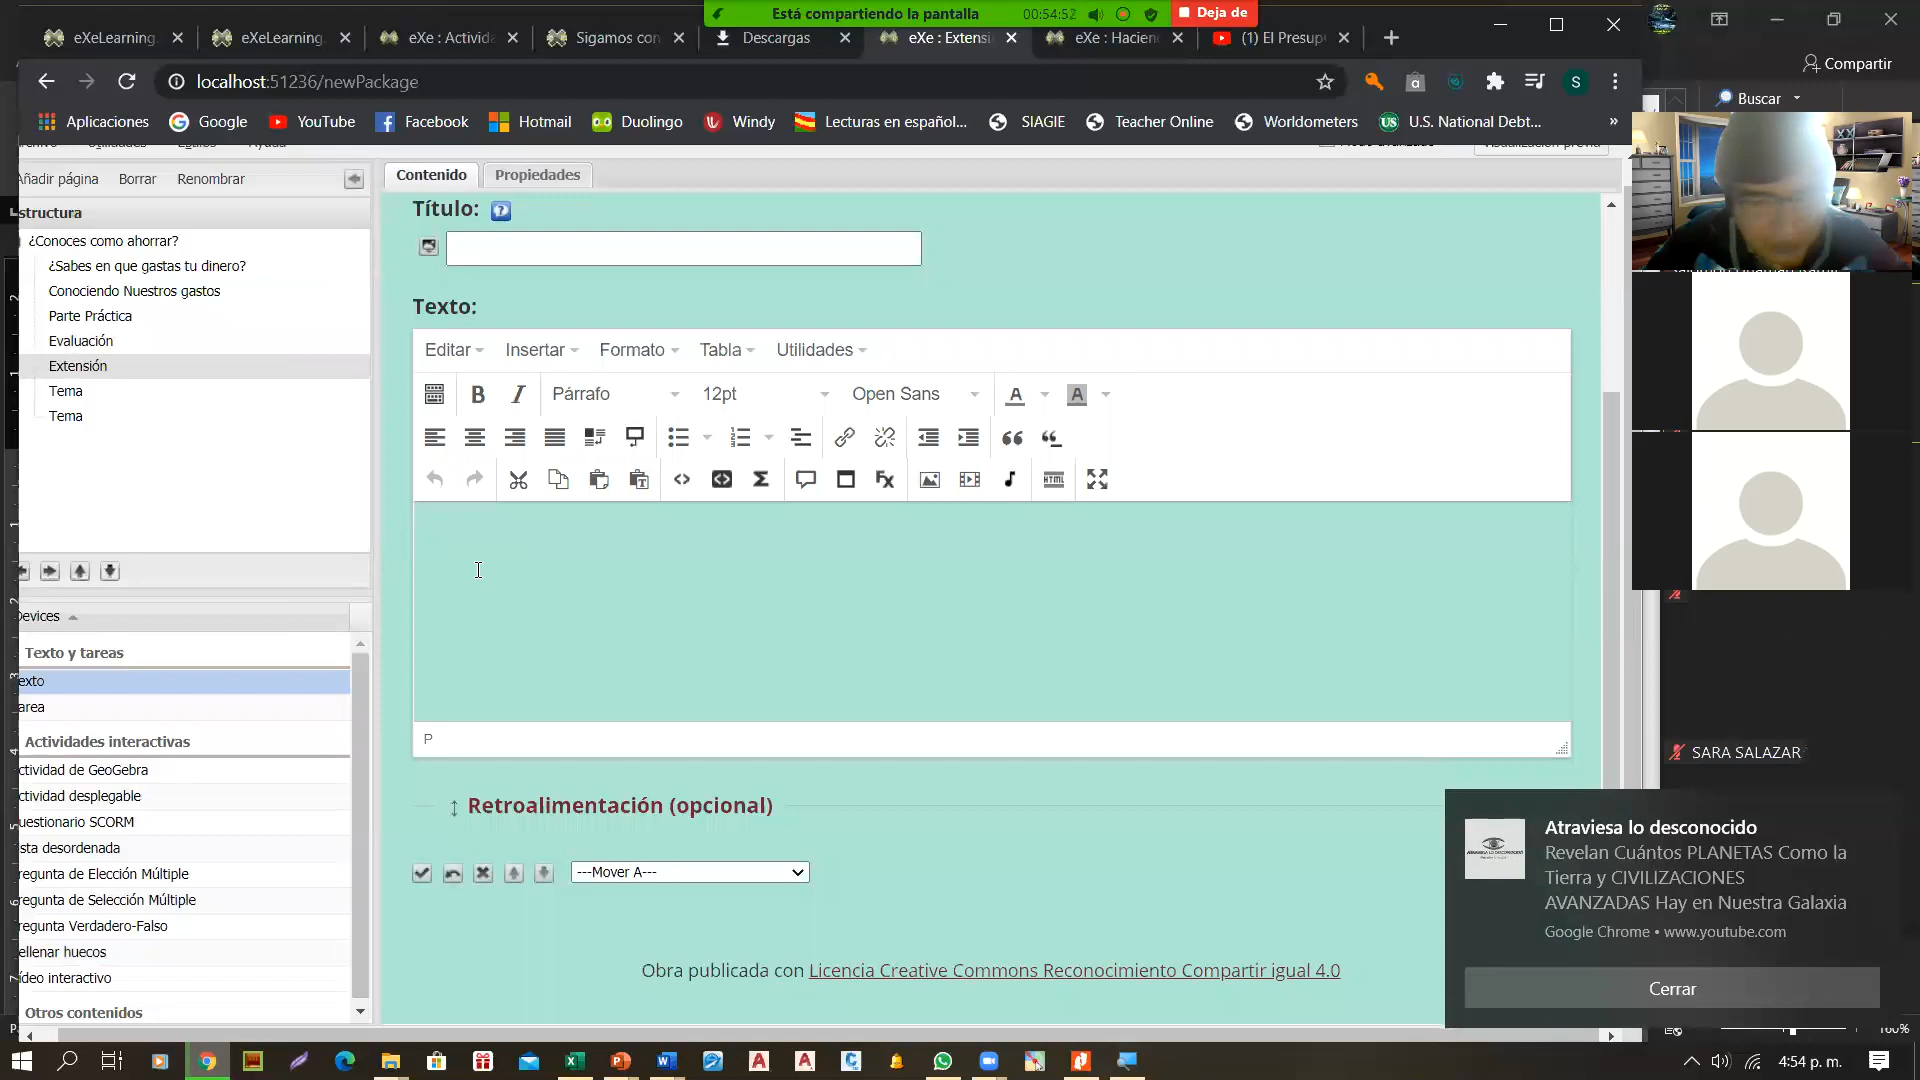 Está compartiendo la pantalla
00:54:52
Deja de
eXeLearning.
eXeLearning.
eXe : Activida
Sigamos con
Descargas
eXe : Extensi
eXe : Hacien
(1) El Presup
Compartir
localhost:51236/newPackage
S
Buscar
Aplicaciones
Google
YouTube
Facebook
Hotmail
Duolingo
Windy
Lecturas en español...
SIAGIE
Teacher Online
Worldometers
US
U.S. National Debt...
»
Añadir página
Borrar
Renombrar
Contenido
Propiedades
structura
¿Conoces como ahorrar?
¿Sabes en que gastas tu dinero?
Conociendo Nuestros gastos
Parte Práctica
Evaluación
Extensión
Tema
Tema
Título:
Texto:
Editar
Insertar
Formato
Tabla
Utilidades
B
I
Párrafo
12pt
Open Sans
A
A
HTML
P
Devices
Texto y tareas
exto
area
Actividades interactivas
ctividad de GeoGebra
ctividad desplegable
uestionario SCORM
sta desordenada
regunta de Elección Múltiple
regunta de Selección Múltiple
regunta Verdadero-Falso
ellenar huecos
ídeo interactivo
Otros contenidos
Retroalimentación (opcional)
---Mover A---
Obra publicada con Licencia Creative Commons Reconocimiento Compartir igual 4.0
SARA SALAZAR
Atraviesa lo desconocido
Revelan Cuántos PLANETAS Como la
Tierra y CIVILIZACIONES
AVANZADAS Hay en Nuestra Galaxia
Google Chrome • www.youtube.com
Cerrar
160%
4:54 p. m.